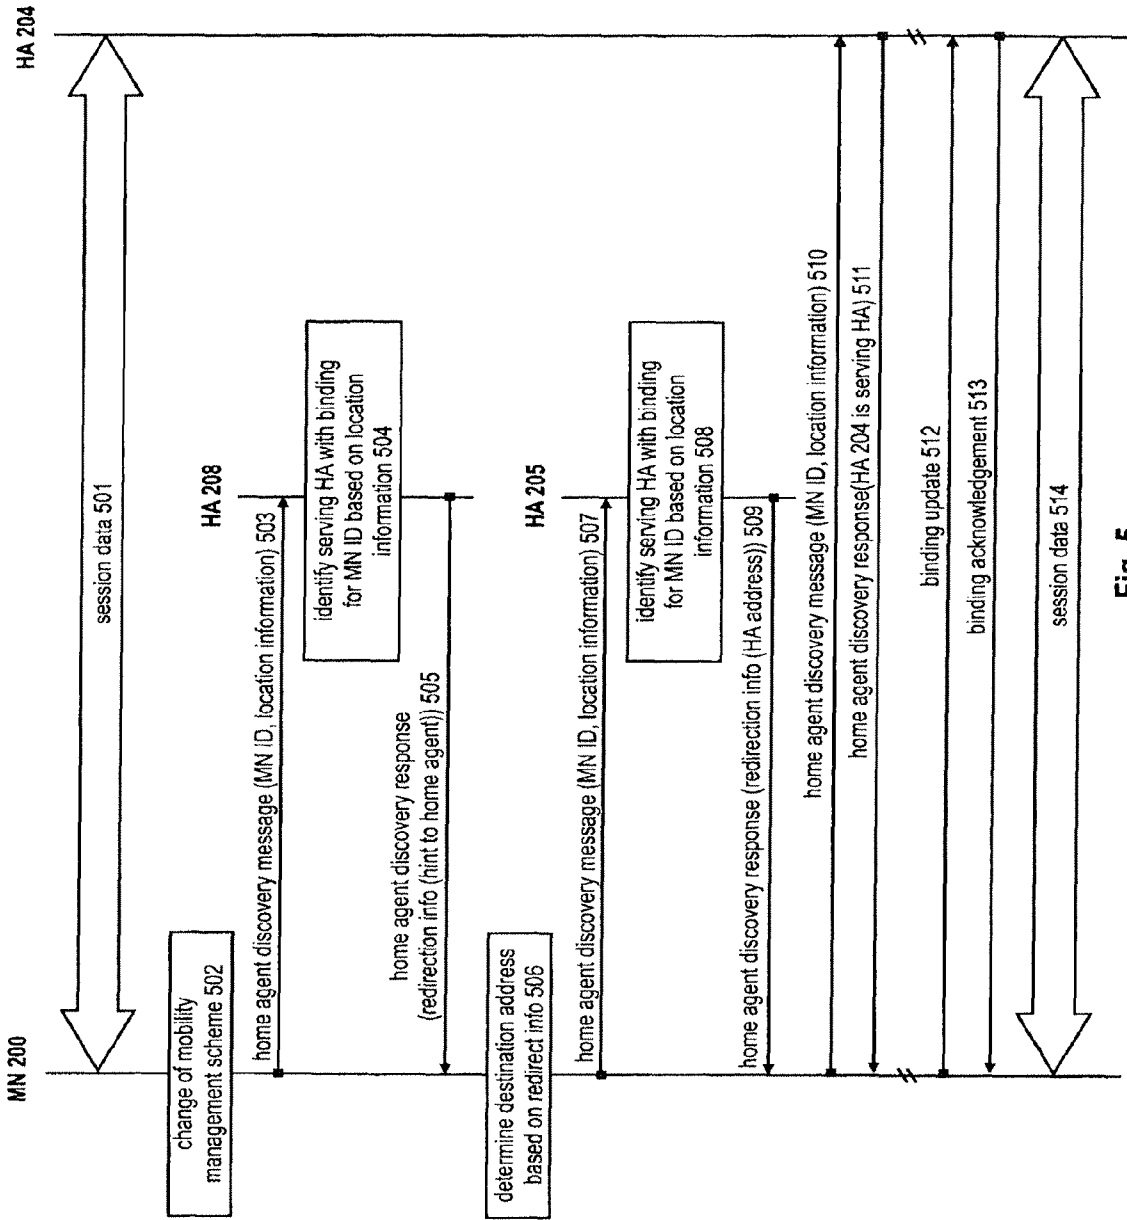 MN 200
HA 204
session data 501
change of mobility
management scheme 502
HA 208
home agent discovery message (MN ID, location information) 503
identify serving HA with binding
for MN ID based on location
information 504
home agent discovery response
(redirection info (hint to home agent)) 505
determine destination address
based on redirect info 506
HA 205
home agent discovery message (MN ID, location information) 507
identify serving HA with binding
for MN ID based on location
information 508
home agent discovery response (redirection info (HA address)) 509
home agent discovery message (MN ID, location information) 510
home agent discovery response(HA 204 is serving HA) 511
binding update 512
binding acknowledgement 513
session data 514
Fig. 5